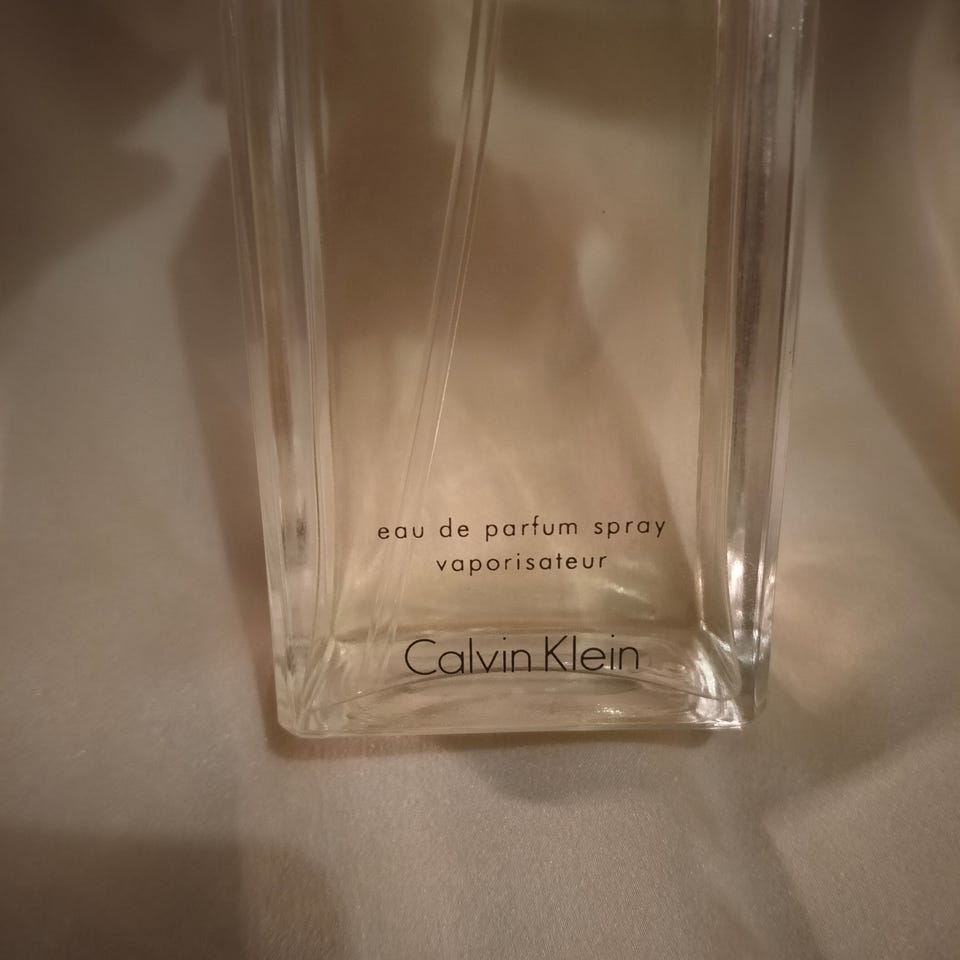 eau de parfum spray
vaporisateur
Calvin Klein